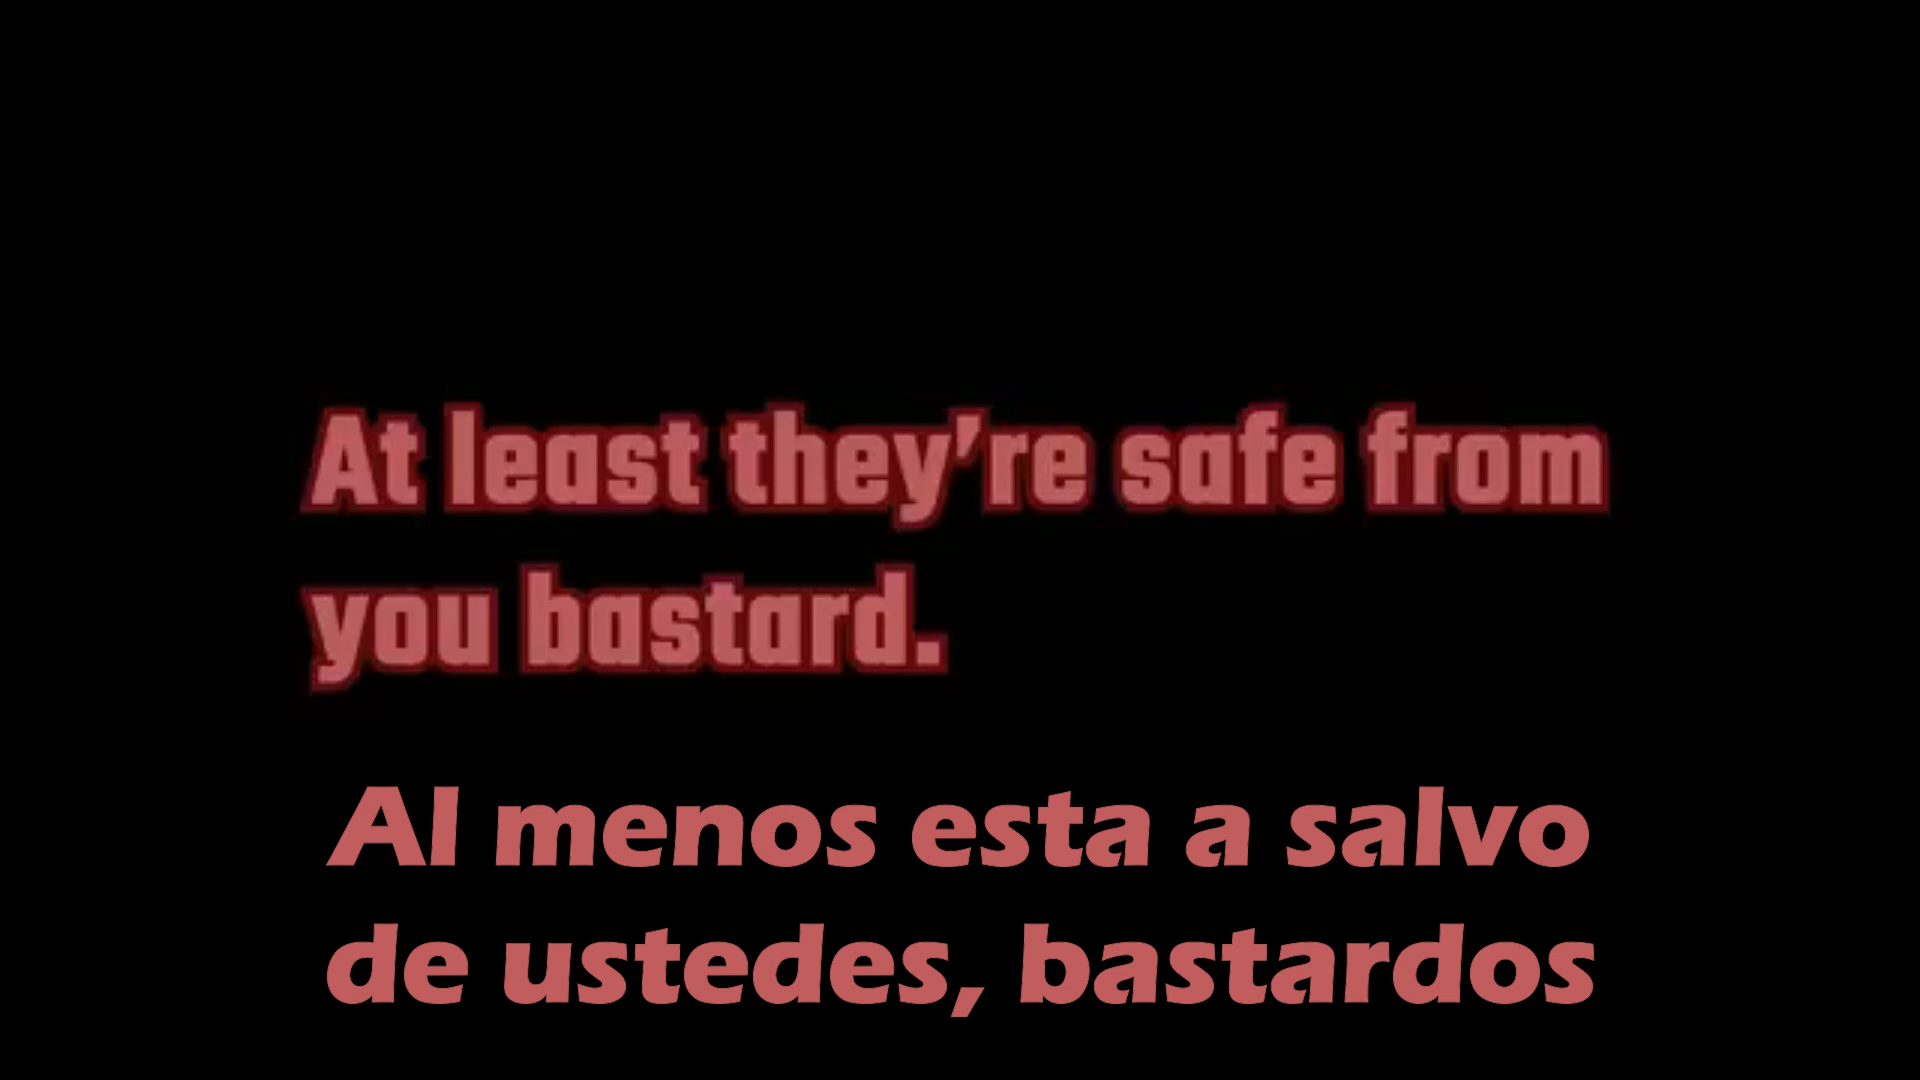 At least they're safe from
you bastard.
Al menos esta a salvo
de ustedes, bastardos